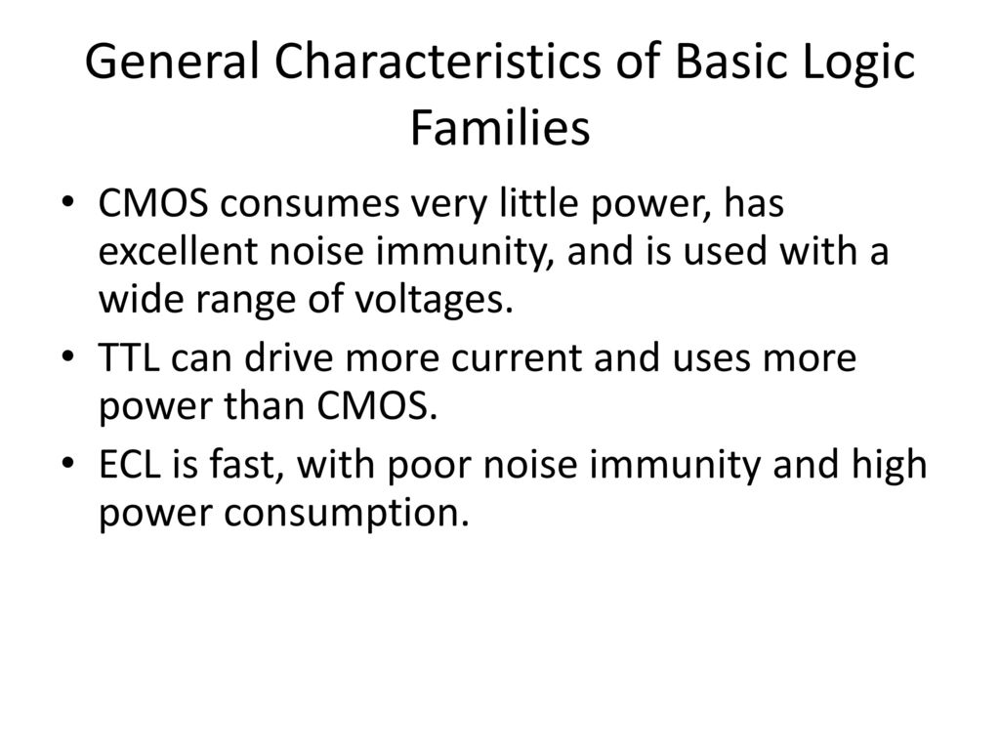 General Characteristics of Basic Logic
Families
• CMOS consumes very little power, has
excellent noise immunity, and is used with a
wide range of voltages.
• TTL can drive more current and uses more
power than CMOS.
• ECL is fast, with poor noise immunity and high
power consumption.